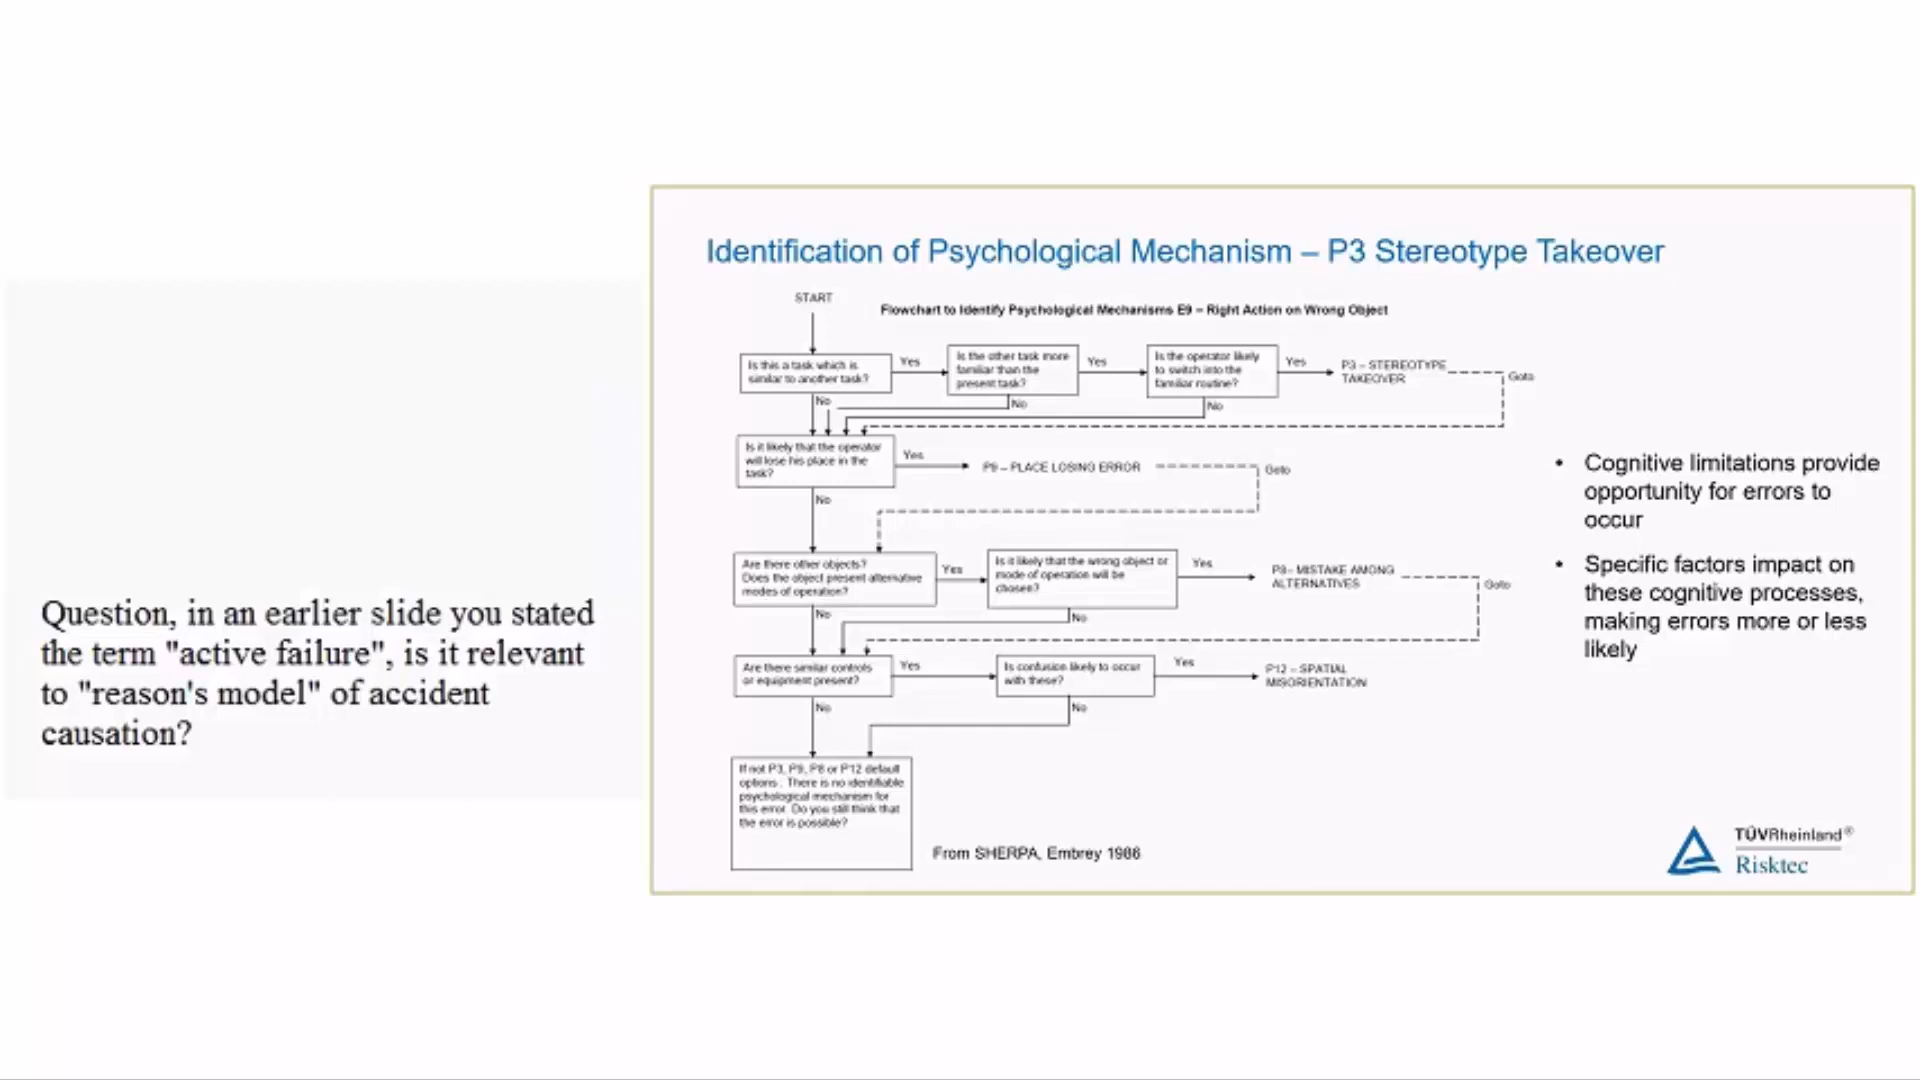 Question, in an earlier slide you stated
the term "active failure", is it relevant
to "reason's model" of accident
causation?
Identification of Psychological Mechanism – P3 Stereotype Takeover
START
Flowchart to Identify Psychological Mechanisms E9 – Right Action on Wrong Object
Is this a task which is
similar to another task?
Yes
Is the other task more
familiar than the
present task?
Yes
Is the operator likely
to switch into the
familiar routine?
Yes
P3 – STEREOTYPE
TAKEOVER
Goto
No
No
No
Is it likely that the operator
will lose his place in the
task?
Yes
P9 – PLACE LOSING ERROR
Goto
No
Are there other objects?
Does the object present alternative
modes of operation?
Yes
Is it likely that the wrong object or
mode of operation will be
chosen?
Yes
P8– MISTAKE AMONG
ALTERNATIVES
Goto
No
No
Are there similar controls
or equipment present?
Yes
Is confusion likely to occur
with these?
Yes
P12 – SPATIAL
MISORIENTATION
No
No
If not P3, P9, P8 or P12 default
options. There is no identifiable
psychological mechanism for
this error. Do you still think that
the error is possible?
From SHERPA, Embrey 1986
• Cognitive limitations provide
opportunity for errors to
occur
• Specific factors impact on
these cognitive processes,
making errors more or less
likely
TÜVRheinland®
Risktec